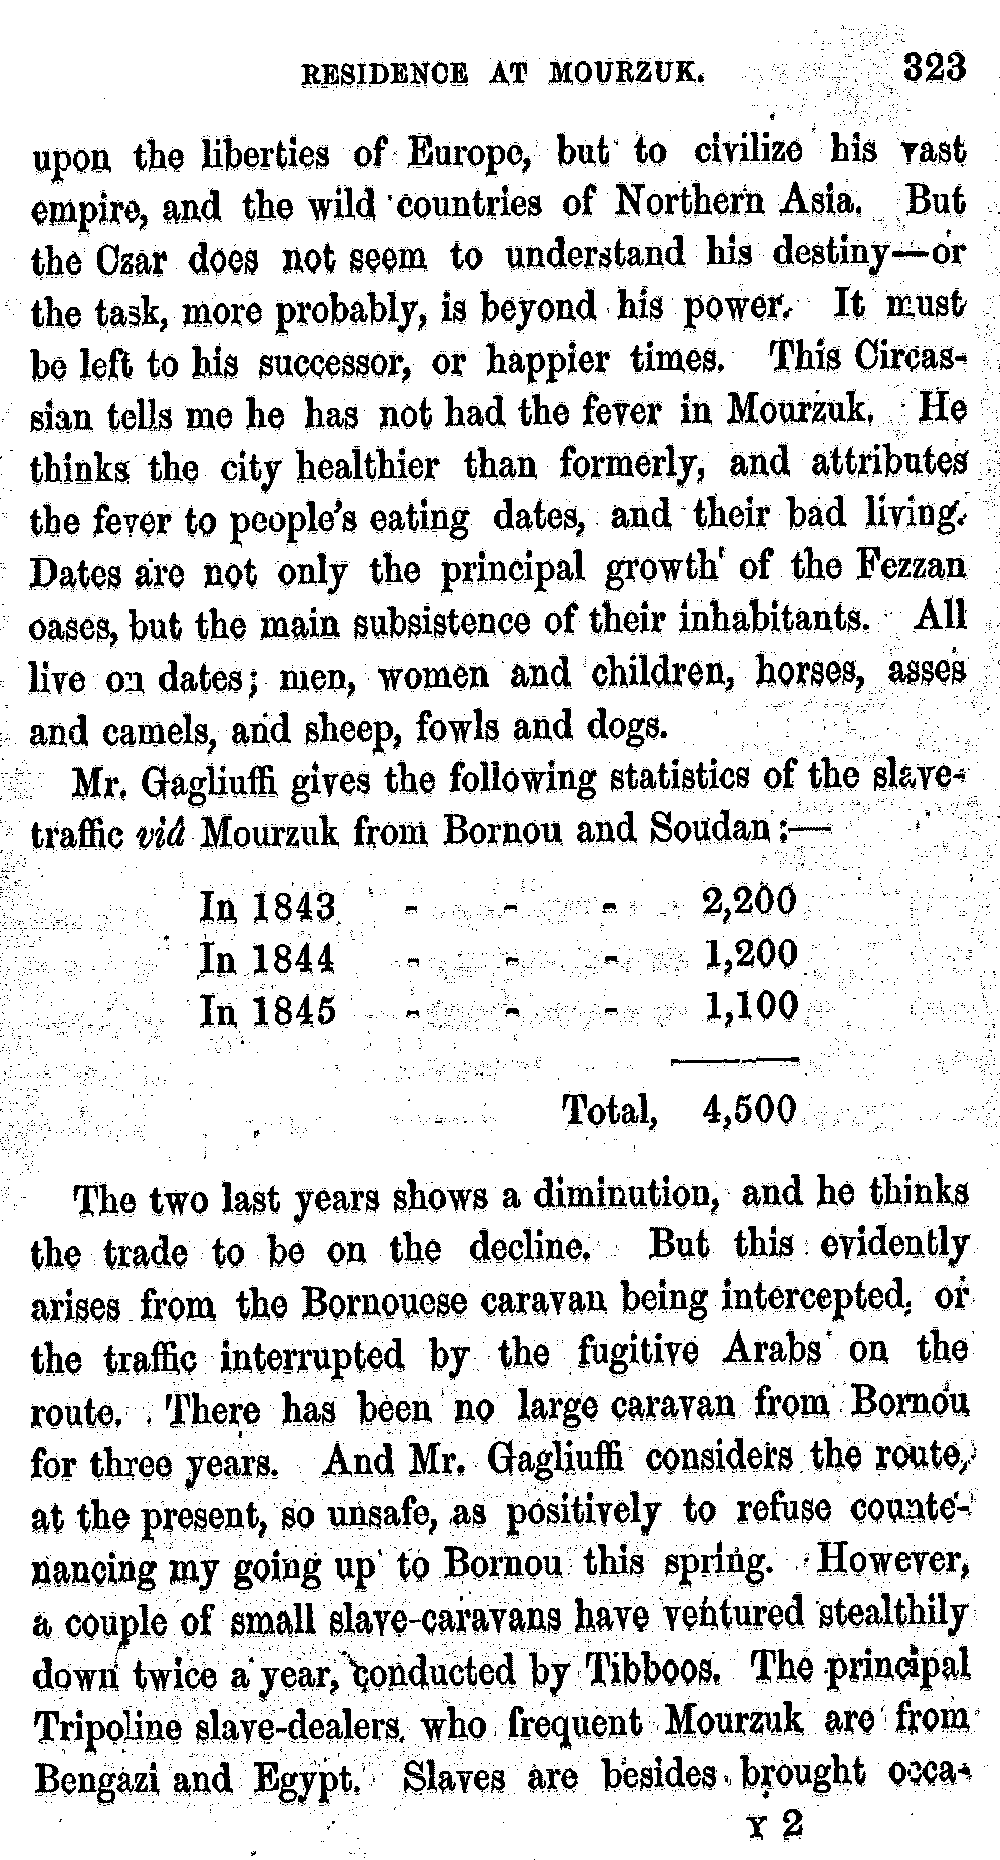 RESIDENCE AT MOURZUK. 323
upon the liberties of Europe, but to civilize his vast
empire, and the wild countries of Northern Asia. But
the Czar does not seem to understand his destiny—or
the task, more probably, is beyond his power. It must
be left to his successor, or happier times. This Circas-
sian tells me he has not had the fever in Mourzuk. He
thinks the city healthier than formerly, and attributes
the fever to people's eating dates, and their bad living.
Dates are not only the principal growth of the Fezzan
oases, but the main subsistence of their inhabitants. All
live on dates; men, women and children, horses, asses
and camels, and sheep, fowls and dogs.
Mr. Gagliuffi gives the following statistics of the slave-
traffic viâ Mourzuk from Bornou and Soudan:—
In 1843 - - - 2,200
In 1844 - - - 1,200
In 1845 - - - 1,100
Total, 4,500
The two last years shows a diminution, and he thinks
the trade to be on the decline. But this evidently
arises from the Bornouese caravan being intercepted, or
the traffic interrupted by the fugitive Arabs on the
route. There has been no large caravan from Bornou
for three years. And Mr. Gagliuffi considers the route,
at the present, so unsafe, as positively to refuse counte-
nancing my going up to Bornou this spring. However,
a couple of small slave-caravans have ventured stealthily
down twice a year, conducted by Tibboos. The principal
Tripoline slave-dealers who frequent Mourzuk are from
Bengazi and Egypt. Slaves are besides brought occa-
Y 2